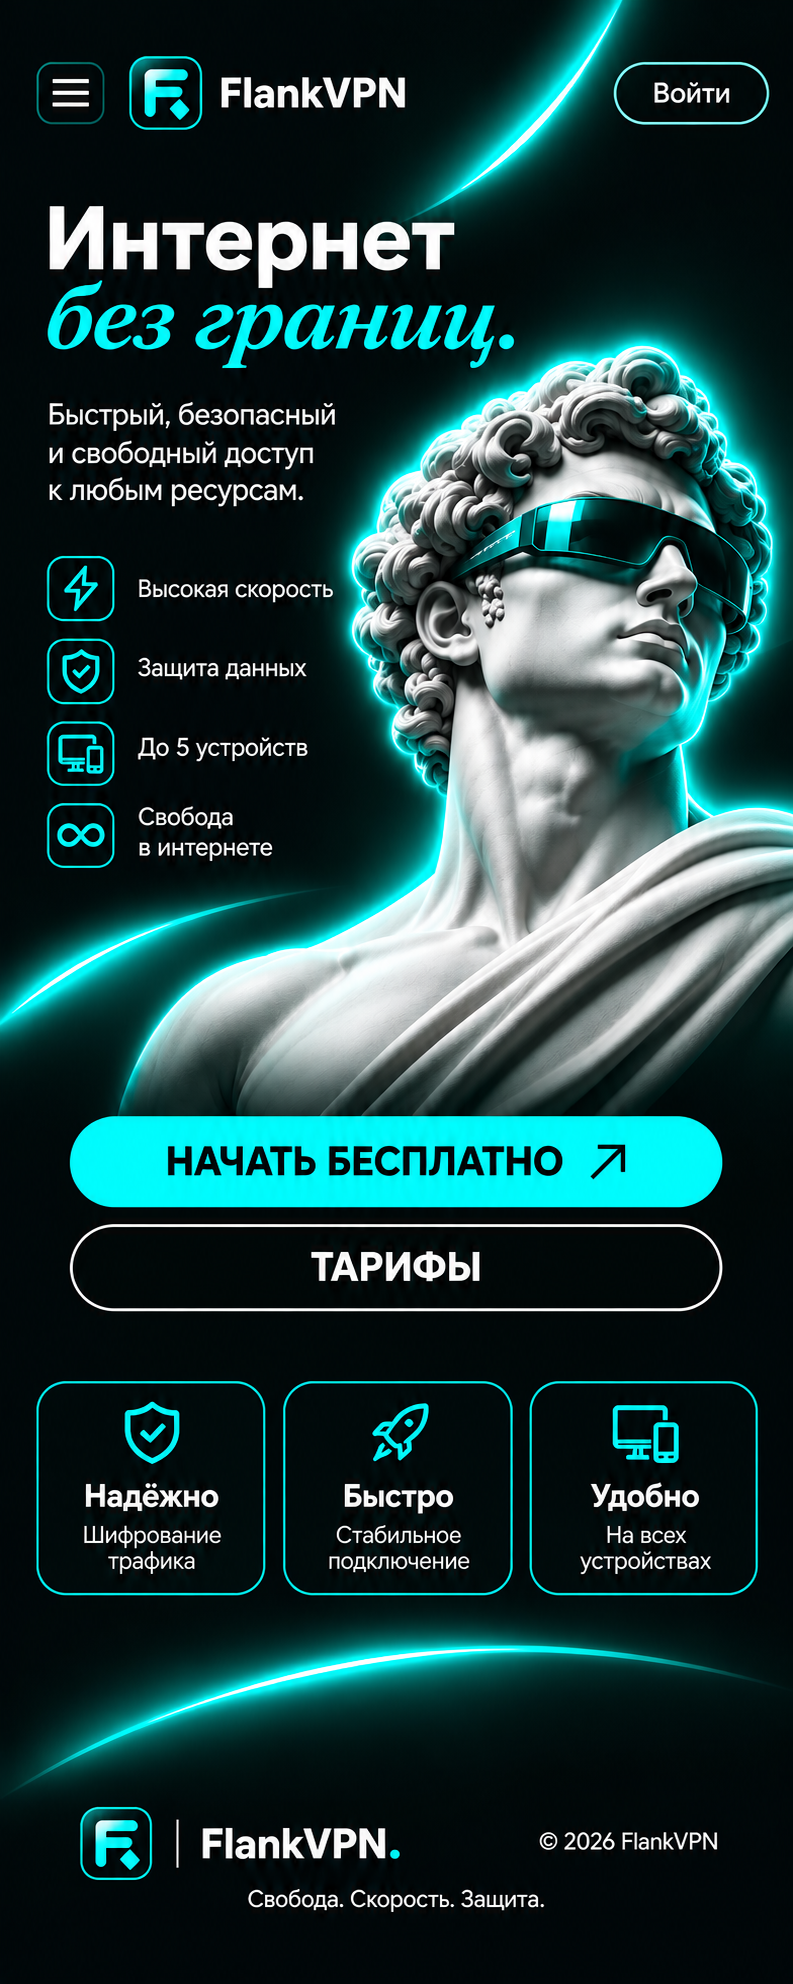 FlankVPN
Войти
Интернет
без границ.
Быстрый, безопасный
и свободный доступ
к любым ресурсам.
Высокая скорость
Защита данных
До 5 устройств
Свобода
в интернете
НАЧАТЬ БЕСПЛАТНО
ТАРИФЫ
Надёжно
Шифрование
трафика
Быстро
Стабильное
подключение
Удобно
На всех
устройствах
FlankVPN.
© 2026 FlankVPN
Свобода. Скорость. Защита.